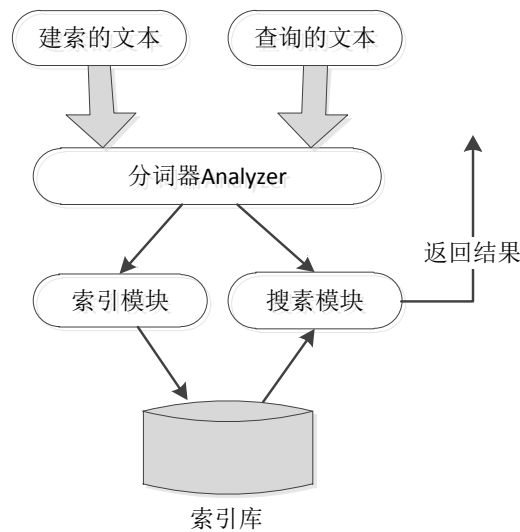 建索的文本
查询的文本
分词器Analyzer
返回结果
索引模块
搜素模块
索引库